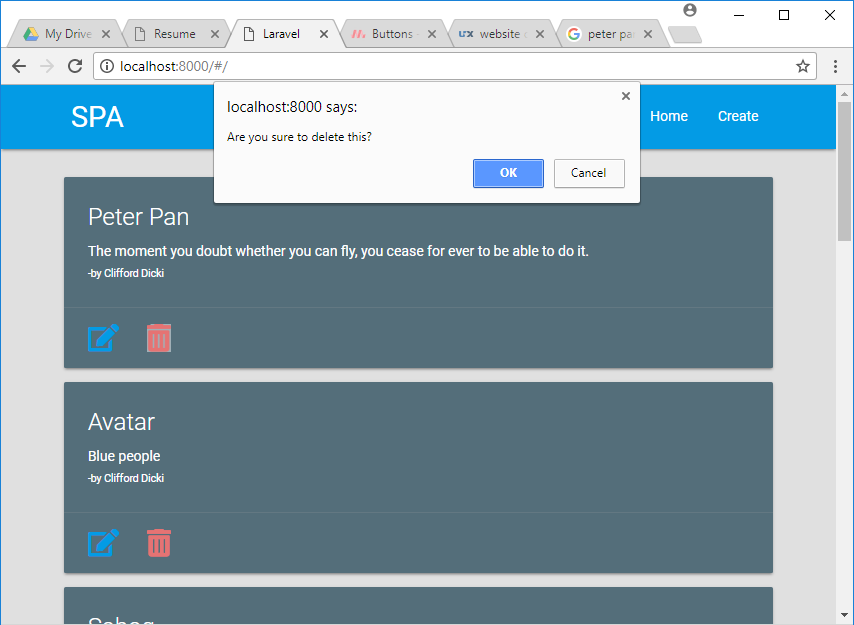 My Drive
Resume
Laravel
Buttons -
website
peter pa
localhost:8000/#/
SPA
Home
Create
localhost:8000 says:
Are you sure to delete this?
OK
Cancel
Peter Pan
The moment you doubt whether you can fly, you cease for ever to be able to do it.
-by Clifford Dicki
Avatar
Blue people
-by Clifford Dicki